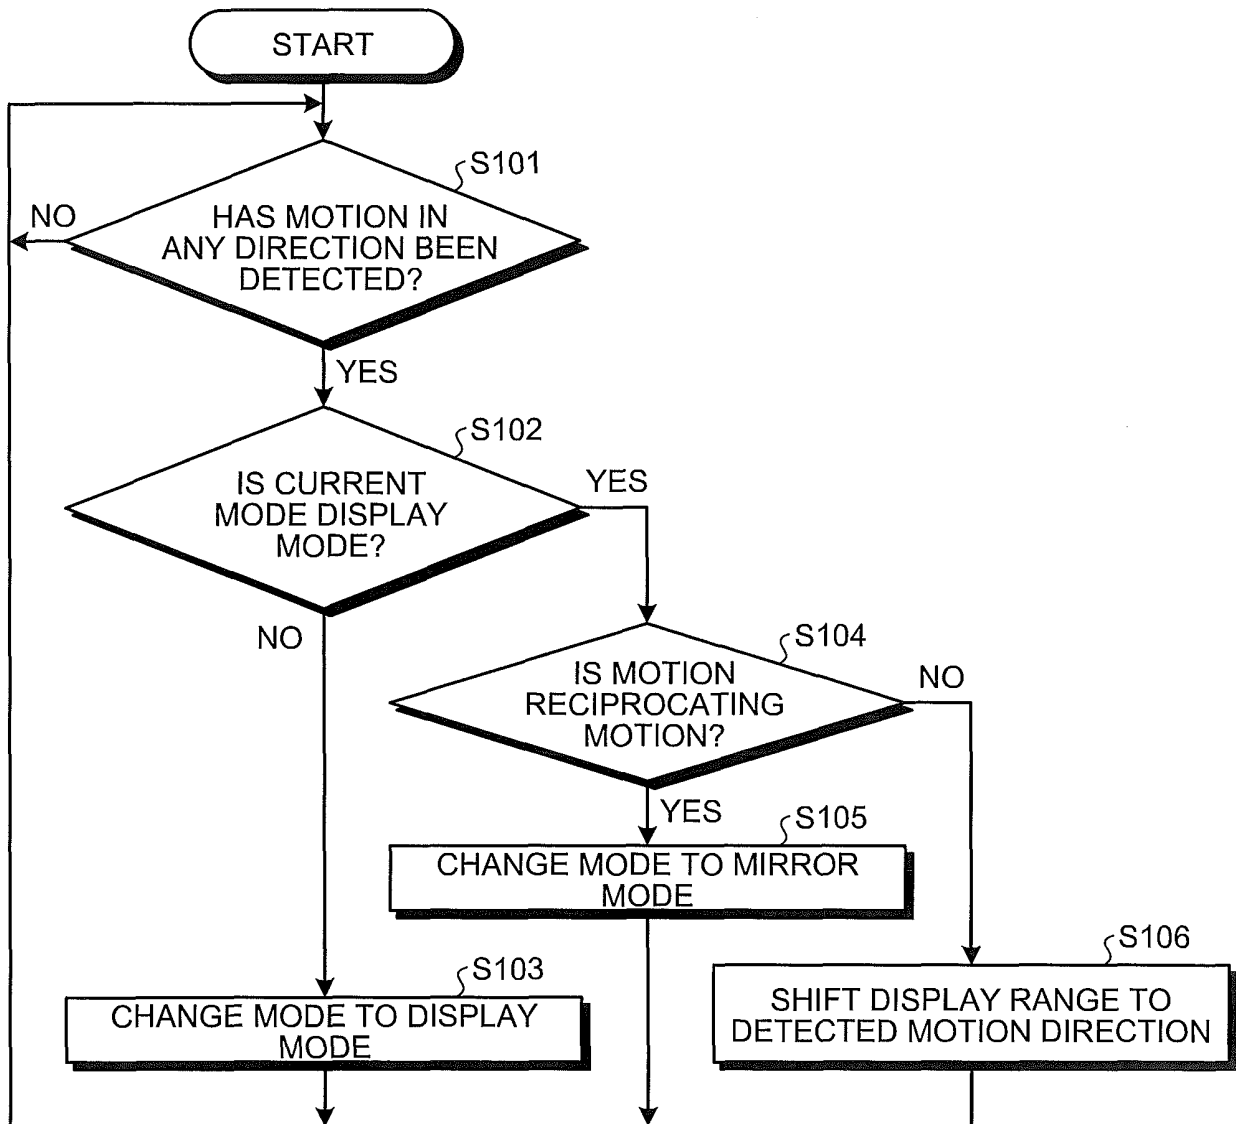 START
S101
HAS MOTION IN
ANY DIRECTION BEEN
DETECTED?
NO
YES
S102
IS CURRENT
MODE DISPLAY
MODE?
YES
NO
S104
IS MOTION
RECIPROCATING
MOTION?
NO
YES
S105
CHANGE MODE TO MIRROR
MODE
S103
CHANGE MODE TO DISPLAY
MODE
S106
SHIFT DISPLAY RANGE TO
DETECTED MOTION DIRECTION